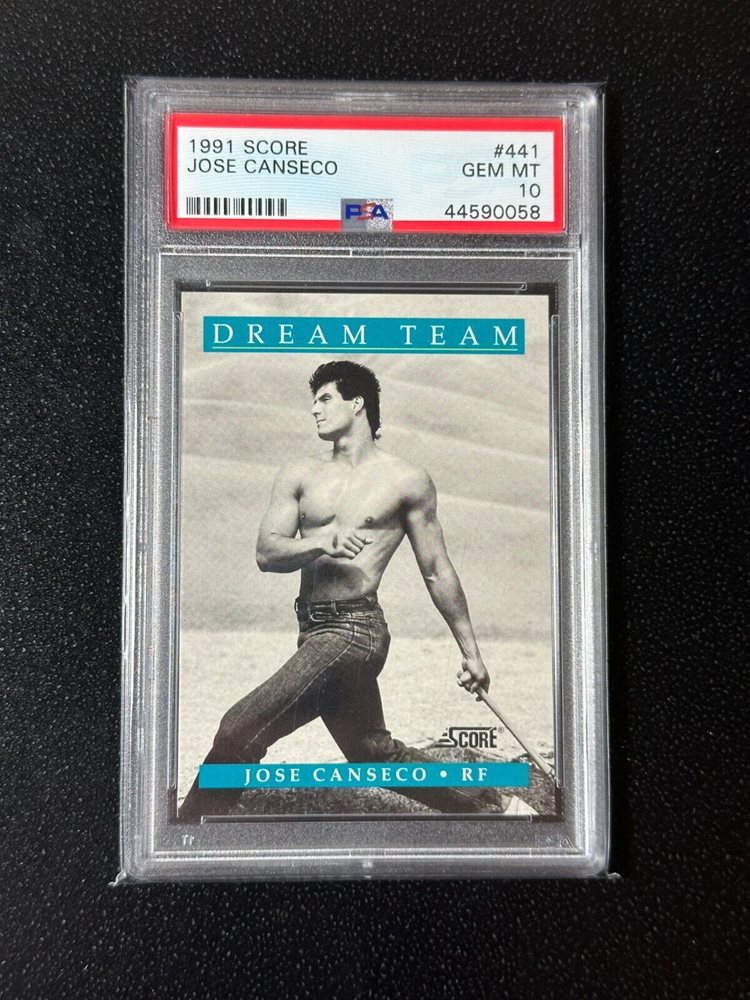 1991 SCORE
#441
JOSE CANSECO
GEM MT
10
PSA
44590058
DREAM TEAM
SCORE®
JOSE CANSECO • RF